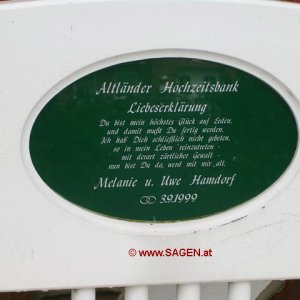 Altländer Hochzeitsbank
Liebeserklärung
Du bist mein höchstes Glück auf Erden,
und damit mußt Du fertig werden.
Ich hab' Dich schließlich nicht gebeten,
so in mein Leben 'reinzutreten -
mit derart zärtlicher Gewalt -
nun bist Du da, werd mit mir alt.
Melanie u. Uwe Hamdorf
3.9.1999
© www.SAGEN.at